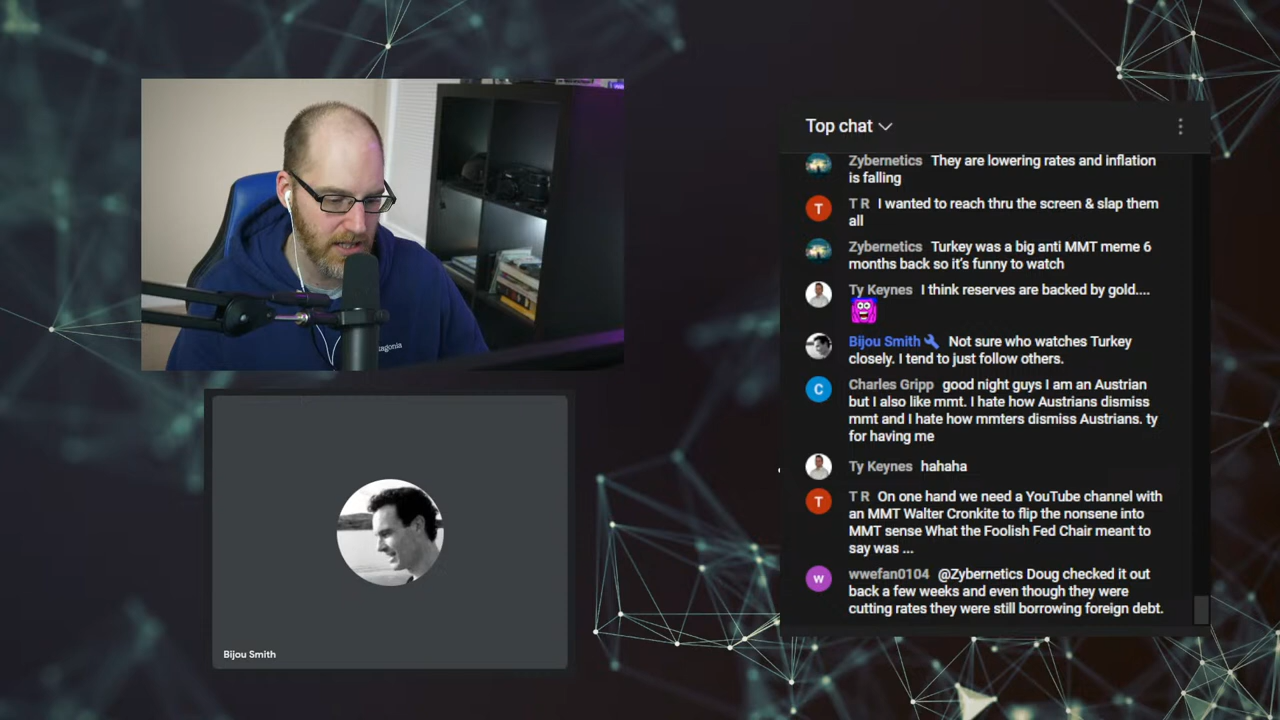 Top chat
Zybernetics They are lowering rates and inflation
is falling
T R I wanted to reach thru the screen & slap them
all
Zybernetics Turkey was a big anti MMT meme 6
months back so it's funny to watch
Ty Keynes I think reserves are backed by gold....
Bijou Smith Not sure who watches Turkey
closely. I tend to just follow others.
Charles Gripp good night guys I am an Austrian
but I also like mmt. I hate how Austrians dismiss
mmt and I hate how mmters dismiss Austrians. ty
for having me
Ty Keynes hahaha
T
T R On one hand we need a YouTube channel with
an MMT Walter Cronkite to flip the nonsene into
MMT sense What the Foolish Fed Chair meant to
say was ...
wwefan0104 @Zybernetics Doug checked it out
back a few weeks and even though they were
cutting rates they were still borrowing foreign debt.
T
C
w
tagonia
Bijou Smith